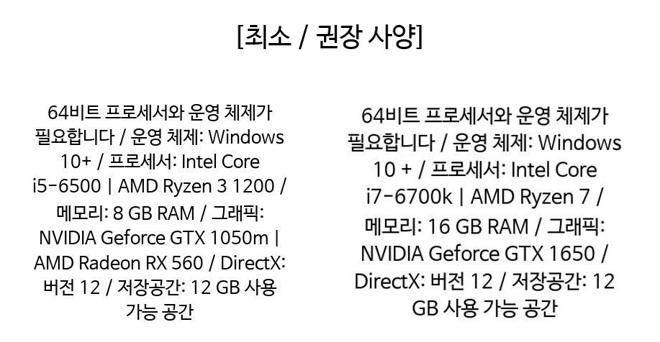 [최소 / 권장 사양]
64비트 프로세서와 운영 체제가
필요합니다 / 운영 체제: Windows
10+ / 프로세서: Intel Core
i5-6500 | AMD Ryzen 3 1200 /
메모리: 8 GB RAM / 그래픽:
NVIDIA Geforce GTX 1050m |
AMD Radeon RX 560 / DirectX:
버전 12 / 저장공간: 12 GB 사용
가능 공간
64비트 프로세서와 운영 체제가
필요합니다 / 운영 체제: Windows
10 + / 프로세서: Intel Core
i7-6700k | AMD Ryzen 7 /
메모리: 16 GB RAM / 그래픽:
NVIDIA Geforce GTX 1650 /
DirectX: 버전 12 / 저장공간: 12
GB 사용 가능 공간